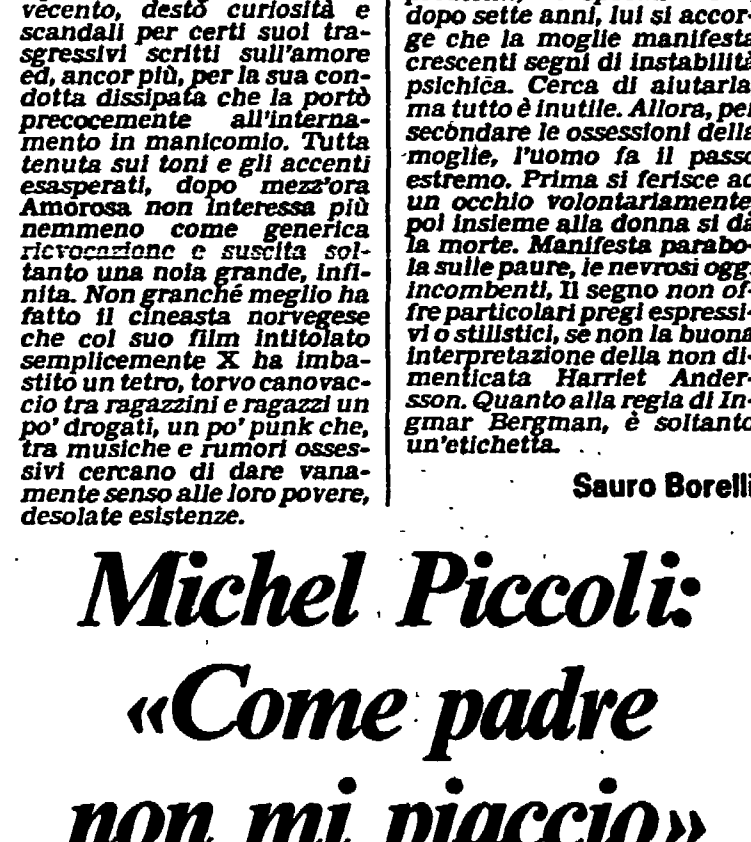 vecento, destò curiosità e
scandali per certi suoi tra-
sgressivi scritti sull'amore
ed, ancor più, per la sua con-
dotta dissipata che la portò
precocemente all'interna-
mento in manicomio. Tutta
tenuta sui toni e gli accenti
esasperati, dopo mezz'ora
Amorosa non interessa più
nemmeno come generica
rievocazione e suscita sol-
tanto una noia grande, infi-
nita. Non granché meglio ha
fatto il cineasta norvegese
che col suo film intitolato
semplicemente X ha imba-
stito un tetro, torvo canovac-
cio tra ragazzini e ragazzi un
po' drogati, un po' punk che,
tra musiche e rumori osses-
sivi cercano di dare vana-
mente senso alle loro povere,
desolate esistenze.
dopo sette anni, lui si accor-
ge che la moglie manifesta
crescenti segni di instabilità
psichica. Cerca di aiutarla,
ma tutto è inutile. Allora, per
secondare le ossessioni della
moglie, l'uomo fa il passo
estremo. Prima si ferisce ad
un occhio volontariamente,
poi insieme alla donna si dà
la morte. Manifesta parabo-
la sulle paure, le nevrosi oggi
incombenti, Il segno non of-
fre particolari pregi espressi-
vi o stilistici, se non la buona
interpretazione della non di-
menticata Harriet Ander-
sson. Quanto alla regia di In-
gmar Bergman, è soltanto
un'etichetta.
Sauro Borelli
Michel Piccoli:
«Come padre
non mi piaccio»